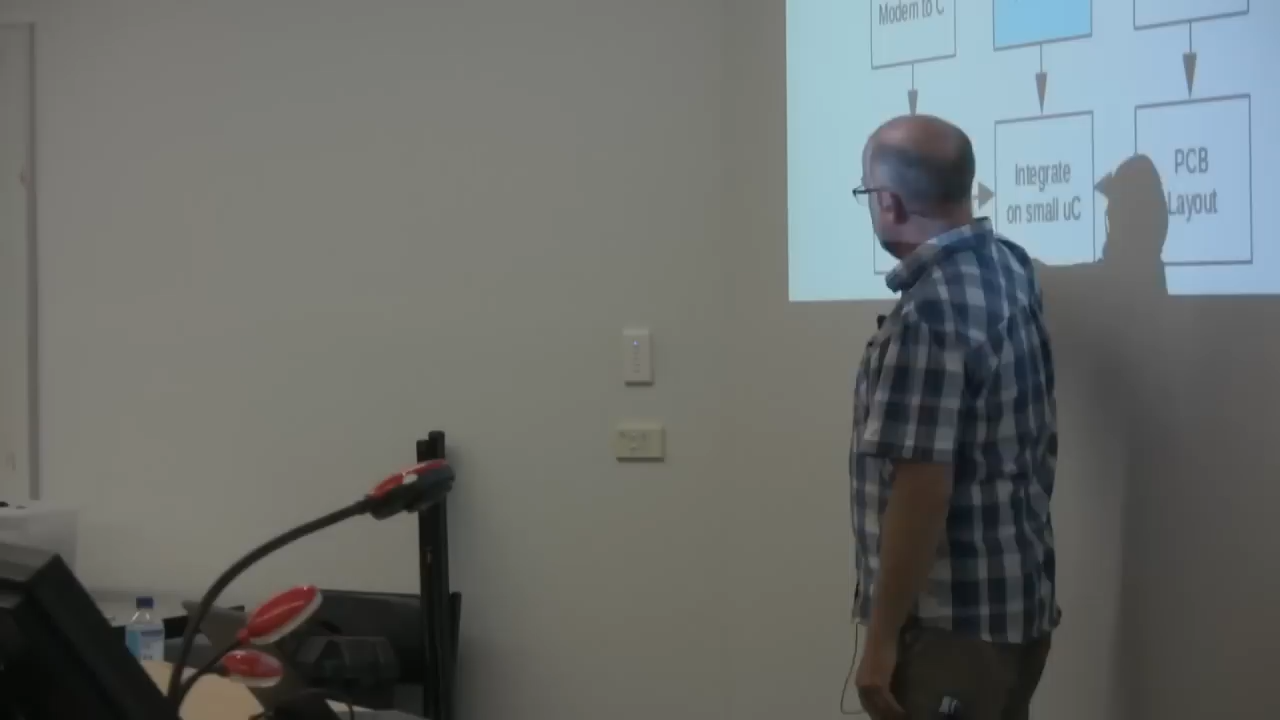 Modem to C
Integrate
on small uC
PCB
Layout